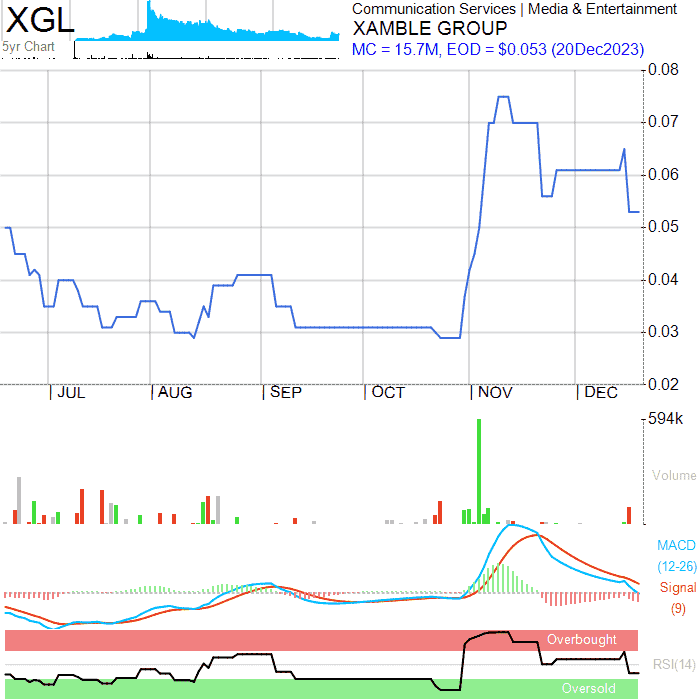 XGL
5yr Chart
Communication Services | Media & Entertainment
XAMBLE GROUP
MC = 15.7M, EOD = $0.053 (20Dec2023)
0.08
0.07
0.06
0.05
0.04
0.03
0.02
| JUL | AUG | SEP | OCT | NOV | DEC
594k
Volume
MACD
(12-26)
Signal
(9)
Overbought
RSI(14)
Oversold